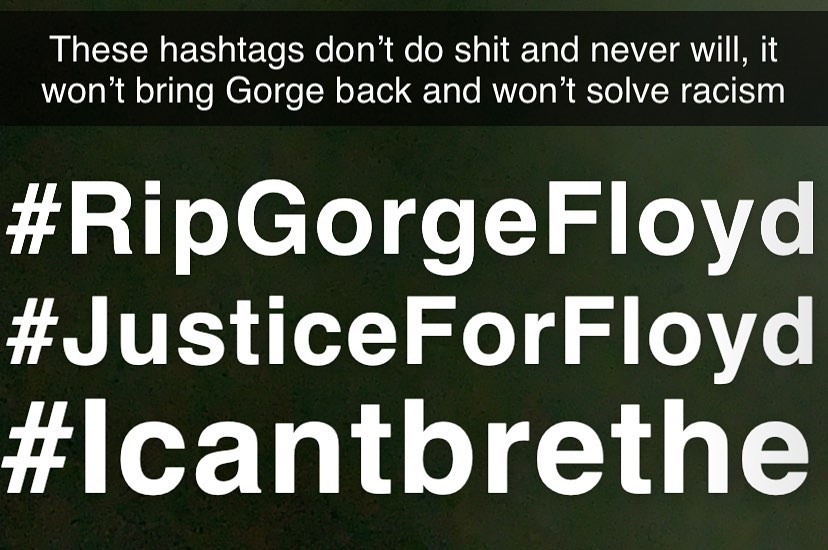 These hashtags don’t do shit and never will, it
won’t bring Gorge back and won’t solve racism
#RipGorgeFloyd
#JusticeForFloyd
#Icantbrethe